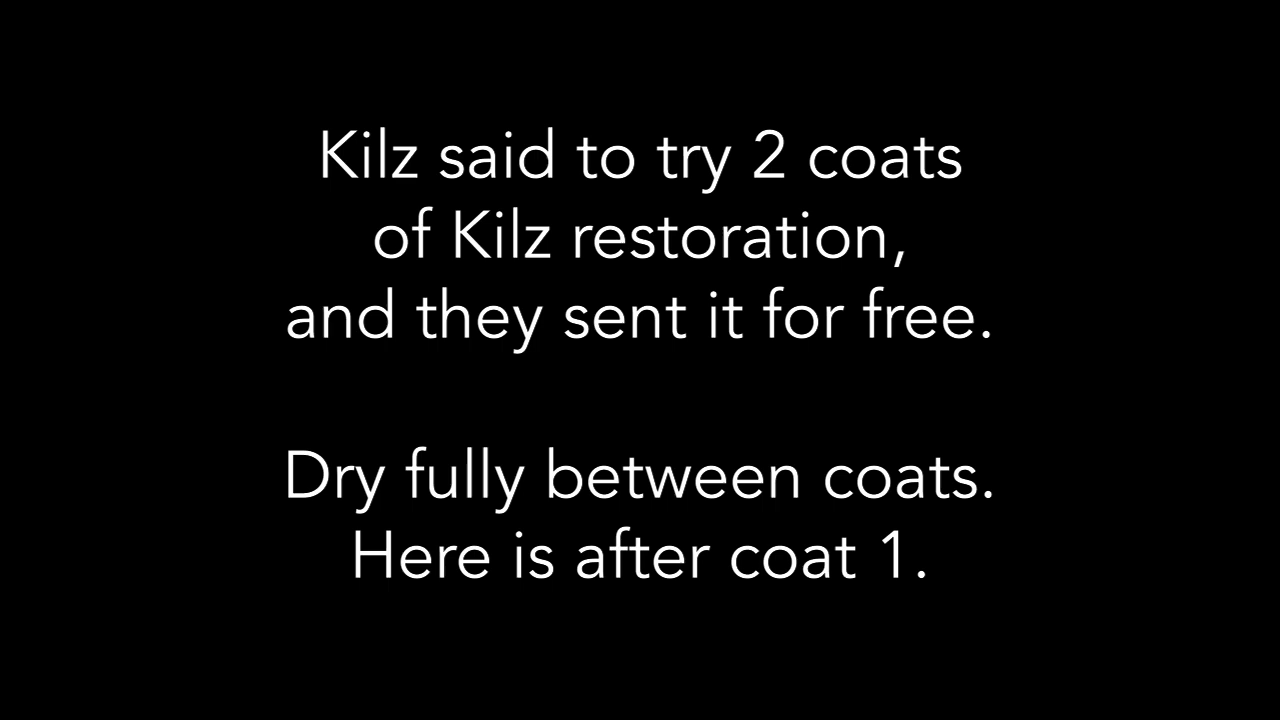 Kilz said to try 2 coats
of Kilz restoration,
and they sent it for free.
Dry fully between coats.
Here is after coat 1.